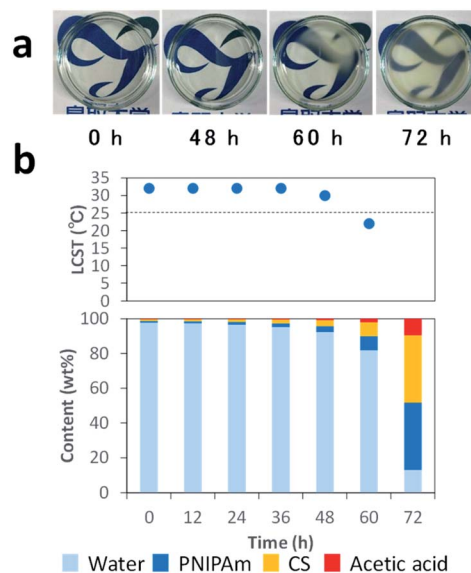 a
0 h 48 h 60 h 72 h
b
LCST (℃)
35
30
25
20
15
10
5
0
Content (wt%)
100
80
60
40
20
0
0 12 24 36 48 60 72
Time (h)
Water PNIPAm CS Acetic acid